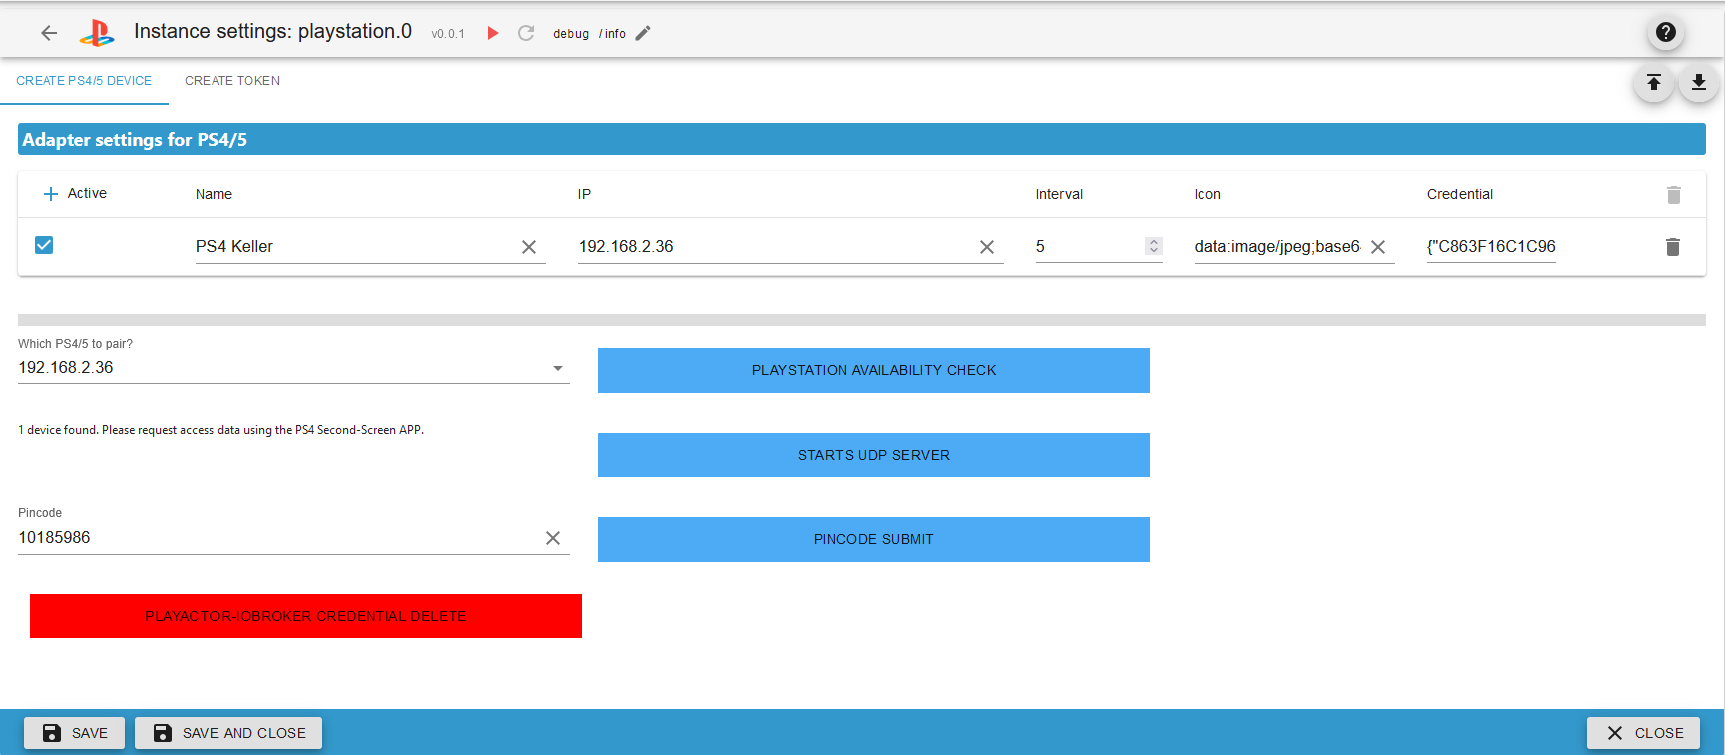 Instance settings: playstation.0 v0.0.1 debug / info
CREATE PS4/5 DEVICE CREATE TOKEN
Adapter settings for PS4/5
Active Name IP Interval Icon Credential
PS4 Keller 192.168.2.36 5 data:image/jpeg;base6 {"C863F16C1C96
Which PS4/5 to pair?
192.168.2.36
PLAYSTATION AVAILABILITY CHECK
1 device found. Please request access data using the PS4 Second-Screen APP.
STARTS UDP SERVER
Pincode
10185986
PINCODE SUBMIT
PLAYACTOR-IOBROKER CREDENTIAL DELETE
SAVE SAVE AND CLOSE CLOSE